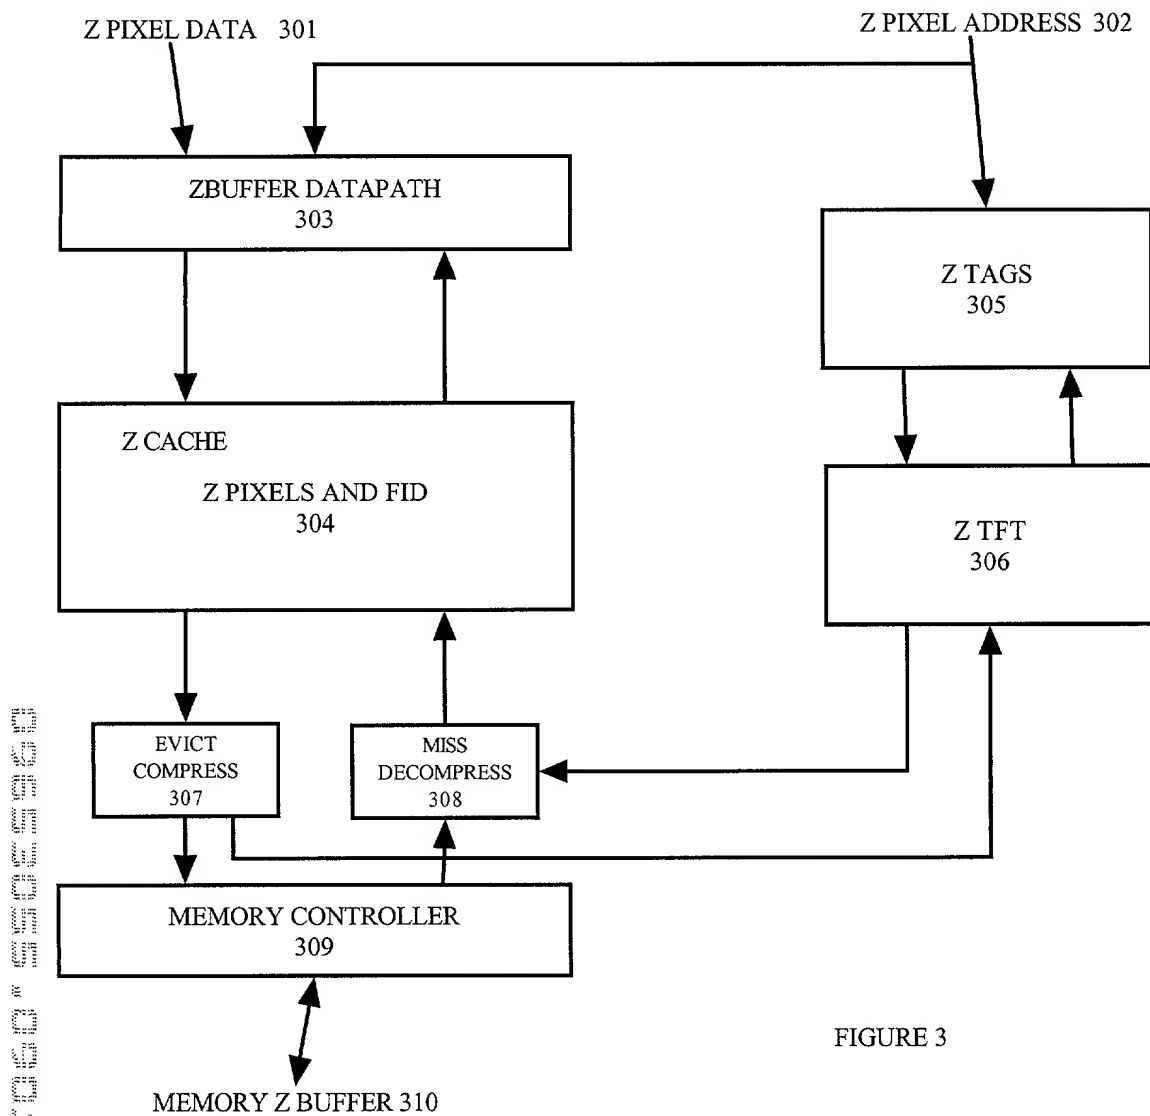 Z PIXEL DATA 301
Z PIXEL ADDRESS 302
ZBUFFER DATAPATH
303
Z TAGS
305
Z CACHE
Z PIXELS AND FID
304
Z TFT
306
EVICT
COMPRESS
307
MISS
DECOMPRESS
308
MEMORY CONTROLLER
309
FIGURE 3
MEMORY Z BUFFER 310